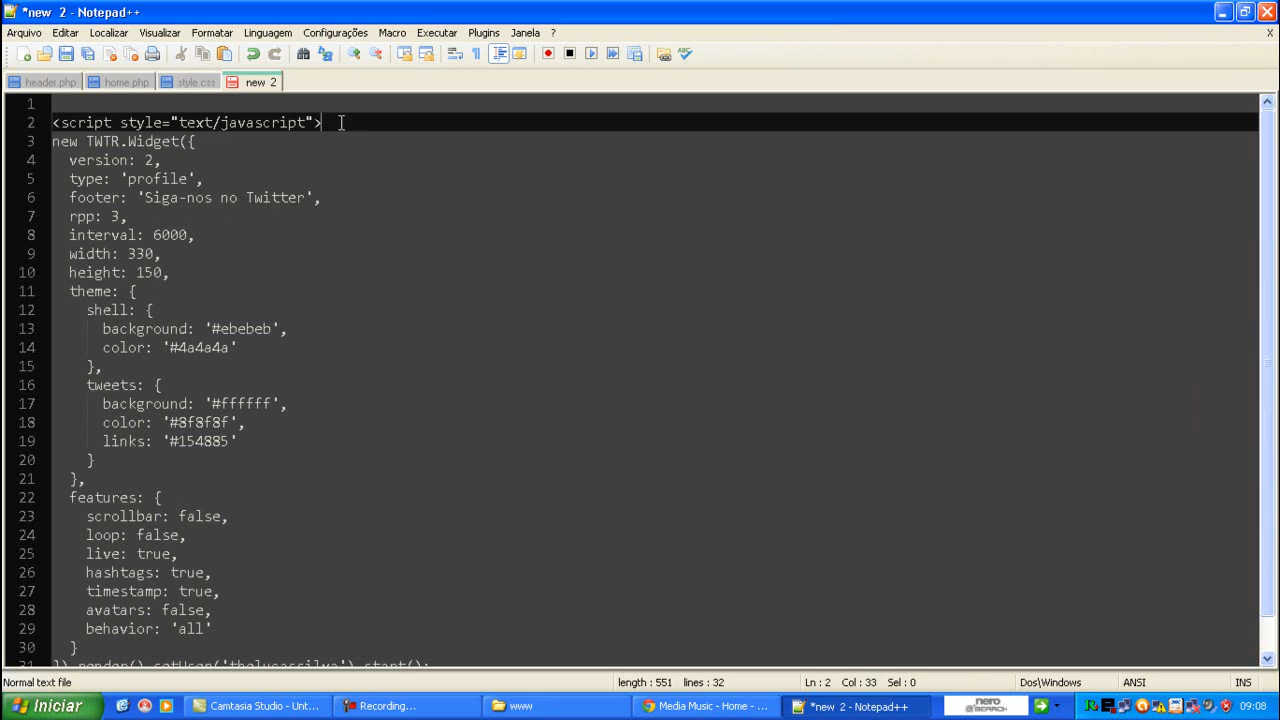 *new  2 - Notepad++
Arquivo Editar Localizar Visualizar Formatar Linguagem Configurações Macro Executar Plugins Janela ? X
header.php home.php style.css new 2
1
2 <script style="text/javascript">
3 new TWTR.Widget({
4 version: 2,
5 type: 'profile',
6 footer: 'Siga-nos no Twitter',
7 rpp: 3,
8 interval: 6000,
9 width: 330,
10 height: 150,
11 theme: {
12 shell: {
13 background: '#ebebeb',
14 color: '#4a4a4a'
15 },
16 tweets: {
17 background: '#ffffff',
18 color: '#8f8f8f',
19 links: '#154885'
20 }
21 },
22 features: {
23 scrollbar: false,
24 loop: false,
25 live: true,
26 hashtags: true,
27 timestamp: true,
28 avatars: false,
29 behavior: 'all'
30 }
31 }).render().setUser('thelucassilva').start();
Normal text file length : 551 lines : 32 Ln : 2 Col : 33 Sel : 0 Dos\Windows ANSI INS
Iniciar Camtasia Studio - Unt... Recording... www Media Music - Home - ... *new  2 - Notepad++ nero SEARCH 09:08